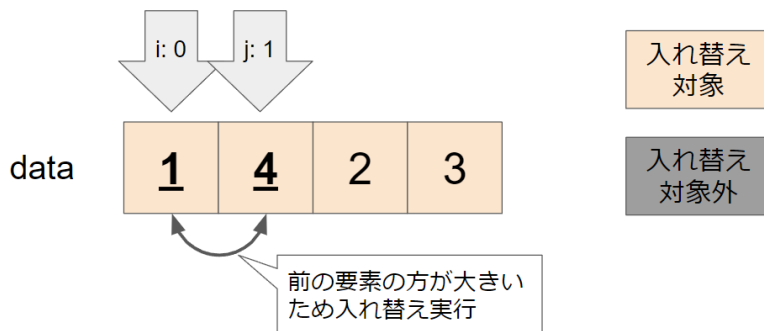 i: 0
j: 1
data
1
4
2
3
前の要素の方が大きい
ため入れ替え実行
入れ替え
対象
入れ替え
対象外